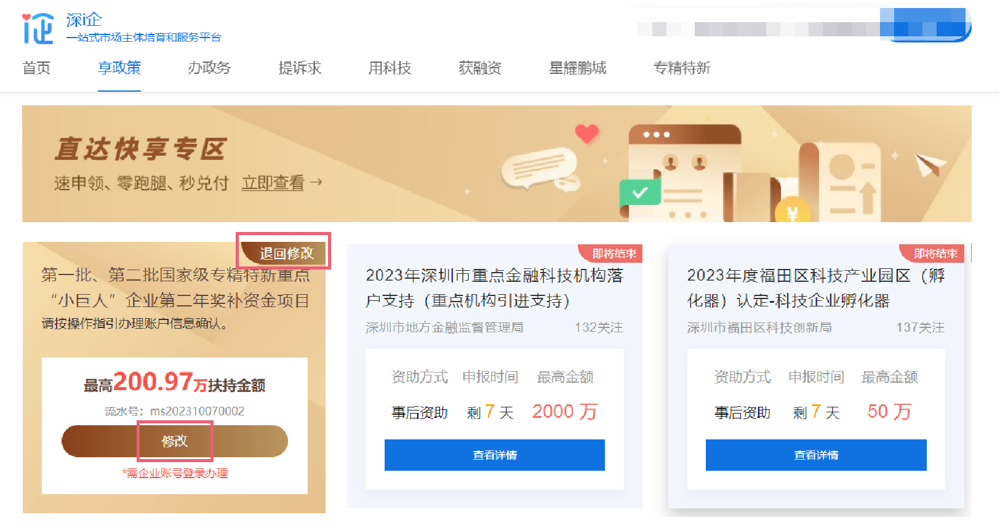 深i企
一站式市场主体培育和服务平台
首页 享政策 办政务 提诉求 用科技 获融资 星耀鹏城 专精特新
直达快享专区
速申领、零跑腿、秒兑付 立即查看→
退回修改
第一批、第二批国家级专精特新重点
“小巨人”企业第二年奖补资金项目
请按操作指引办理账户信息确认。
最高200.97万扶持金额
流水号：ms202310070002
修改
*需企业账号登录办理
即将结束
2023年深圳市重点金融科技机构落
户支持（重点机构引进支持）
深圳市地方金融监督管理局 132关注
资助方式 申报时间 最高金额
事后资助 剩 7 天 2000 万
查看详情
即将结束
2023年度福田区科技产业园区（孵
化器）认定-科技企业孵化器
深圳市福田区科技创新局 137关注
资助方式 申报时间 最高金额
事后资助 剩 7 天 50 万
查看详情